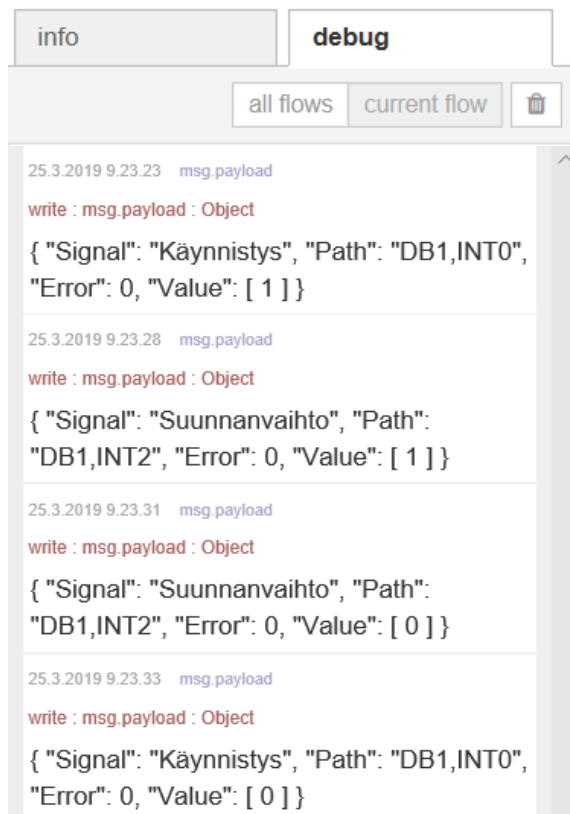 info
debug
all flows
current flow
25.3.2019 9.23.23 msg.payload
write : msg.payload : Object
{ "Signal": "Käynnistys", "Path": "DB1,INT0",
"Error": 0, "Value": [ 1 ] }
25.3.2019 9.23.28 msg.payload
write : msg.payload : Object
{ "Signal": "Suunnanvaihto", "Path":
"DB1,INT2", "Error": 0, "Value": [ 1 ] }
25.3.2019 9.23.31 msg.payload
write : msg.payload : Object
{ "Signal": "Suunnanvaihto", "Path":
"DB1,INT2", "Error": 0, "Value": [ 0 ] }
25.3.2019 9.23.33 msg.payload
write : msg.payload : Object
{ "Signal": "Käynnistys", "Path": "DB1,INT0",
"Error": 0, "Value": [ 0 ] }